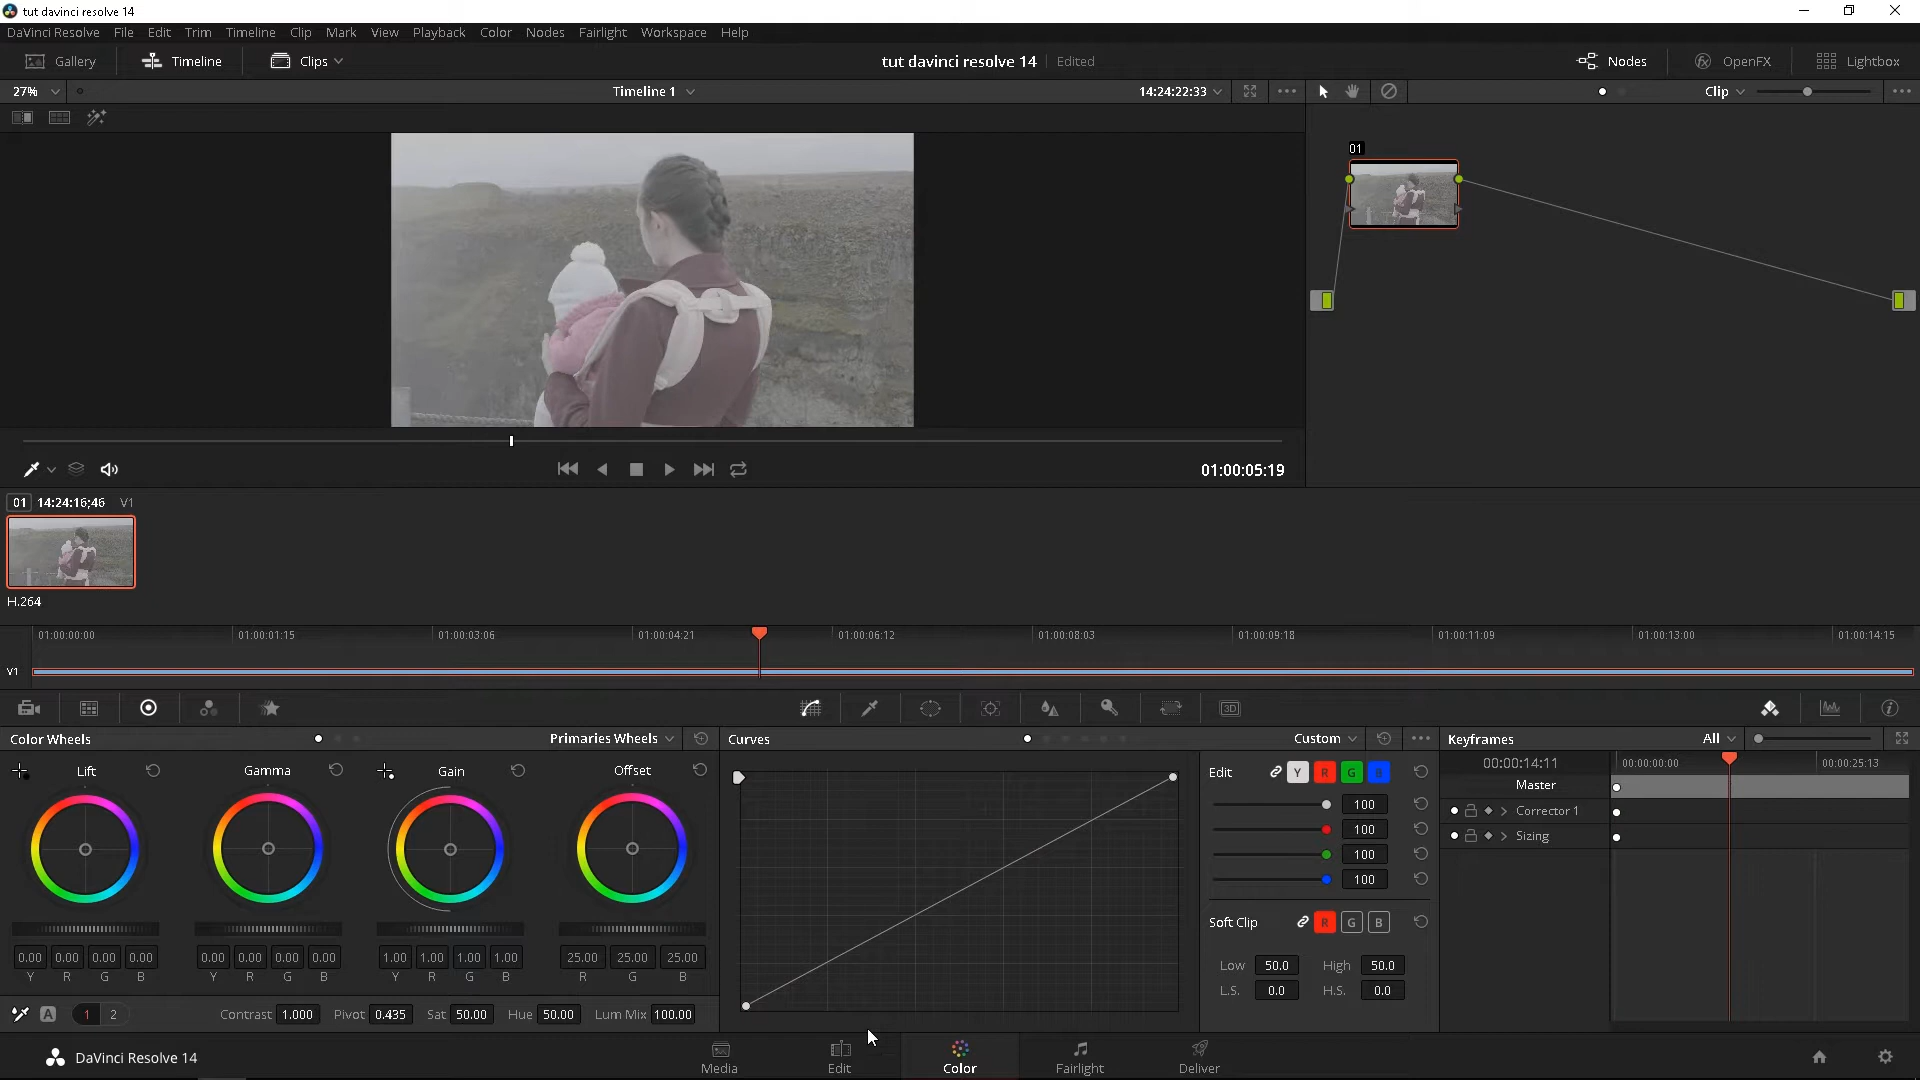 tut davinci resolve 14
DaVinci Resolve File Edit Trim Timeline Clip Mark View Playback Color Nodes Fairlight Workspace Help
Gallery Timeline Clips tut davinci resolve 14 Edited Nodes OpenFX Lightbox
27% Timeline 1 14:24:22:33 Clip
01
01:00:05:19
01 14:24:16;46 V1
H.264
01:00:00:00 01:00:01:15 01:00:03:06 01:00:04:21 01:00:06:12 01:00:08:03 01:00:09:18 01:00:11:09 01:00:13:00 01:00:14:15
V1
3D
Color Wheels Primaries Wheels Curves Custom Keyframes All
Lift Gamma Gain Offset Edit Y R G B 00:00:14:11 00:00:00:00 00:00:25:13
Master
100
Corrector 1
100
Sizing
100
100
Soft Clip R G B
0.00 0.00 0.00 0.00 0.00 0.00 0.00 0.00 1.00 1.00 1.00 1.00 25.00 25.00 25.00
Y R G B Y R G B Y R G B R G B
Low 50.0 High 50.0
L.S. 0.0 H.S. 0.0
A 1 2 Contrast 1.000 Pivot 0.435 Sat 50.00 Hue 50.00 Lum Mix 100.00
DaVinci Resolve 14 Media Edit Color Fairlight Deliver